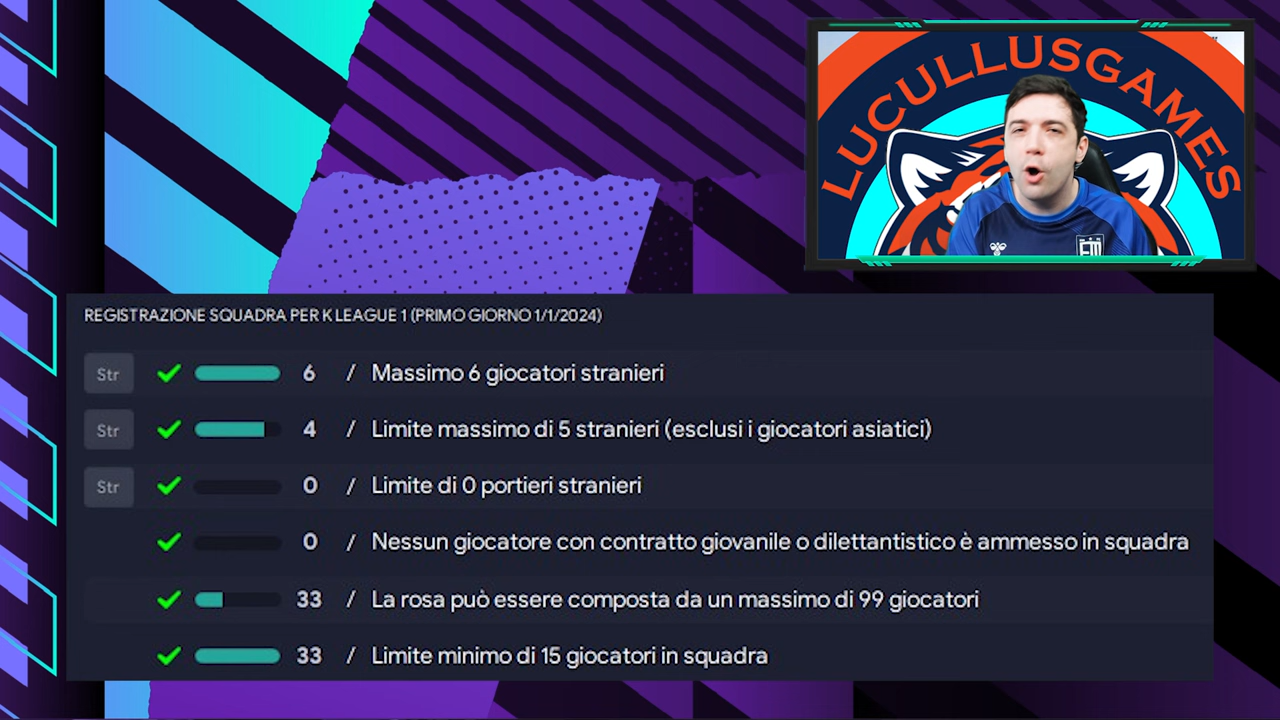 LUCULLUSGAMES
FM
REGISTRAZIONE SQUADRA PER K LEAGUE 1 (PRIMO GIORNO 1/1/2024)
Str 6 / Massimo 6 giocatori stranieri
Str 4 / Limite massimo di 5 stranieri (esclusi i giocatori asiatici)
Str 0 / Limite di 0 portieri stranieri
0 / Nessun giocatore con contratto giovanile o dilettantistico è ammesso in squadra
33 / La rosa può essere composta da un massimo di 99 giocatori
33 / Limite minimo di 15 giocatori in squadra